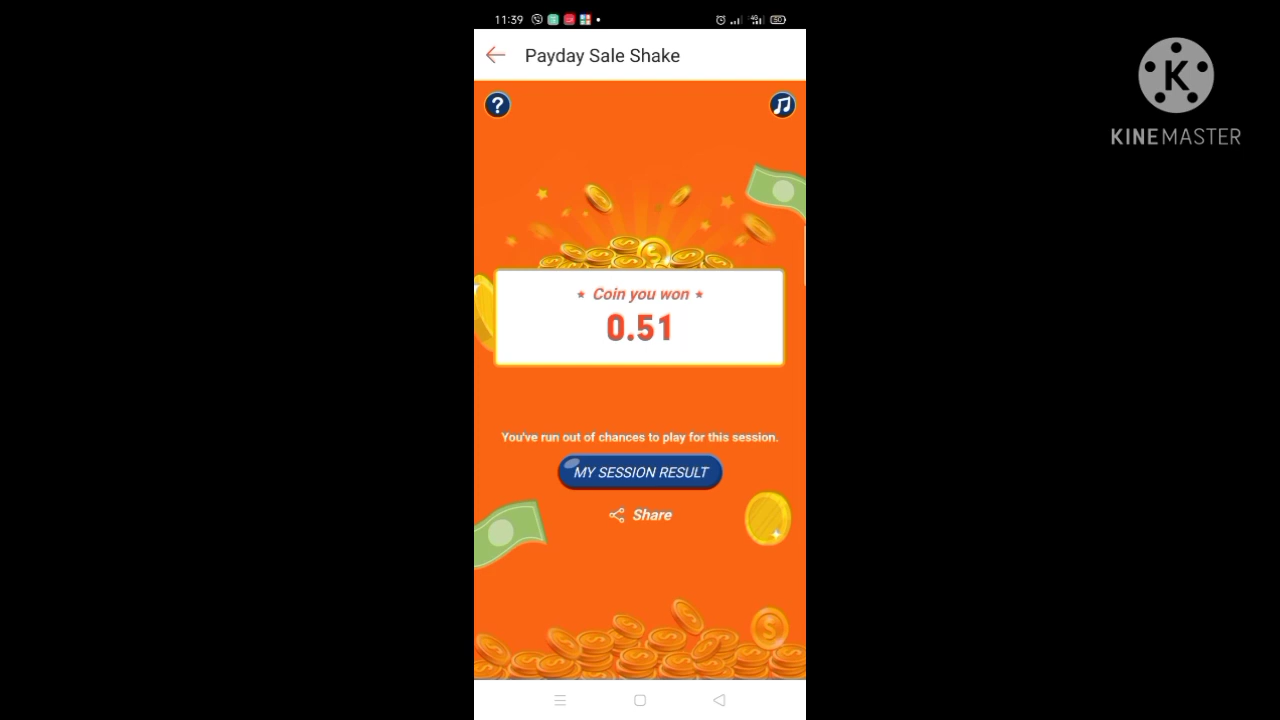 11:39
Payday Sale Shake
?
Coin you won
0.51
You've run out of chances to play for this session.
MY SESSION RESULT
Share
K
KINEMASTER